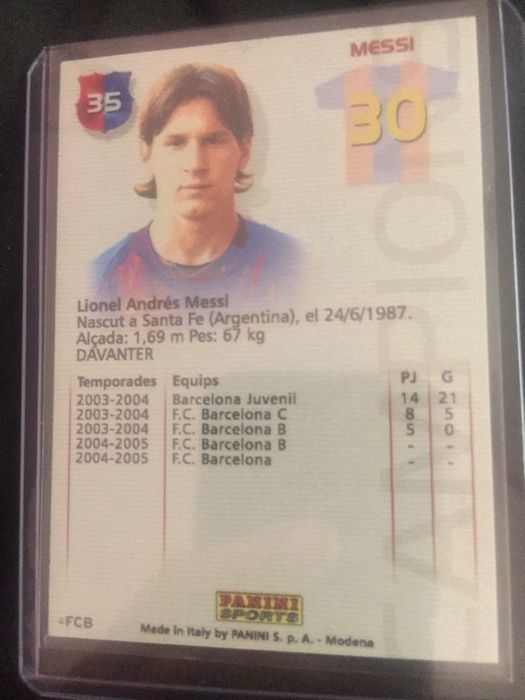 MESSI
35
30
Lionel Andrés Messi
Nascut a Santa Fe (Argentina), el 24/6/1987.
Alçada: 1,69 m Pes: 67 kg
DAVANTER
Temporades Equips PJ G
2003-2004 Barcelona Juvenil 14 21
2003-2004 F.C. Barcelona C 8 5
2003-2004 F.C. Barcelona B 5 0
2004-2005 F.C. Barcelona B - -
2004-2005 F.C. Barcelona - -
PANINI
SPORTS
©FCB
Made in Italy by PANINI S. p. A. - Modena